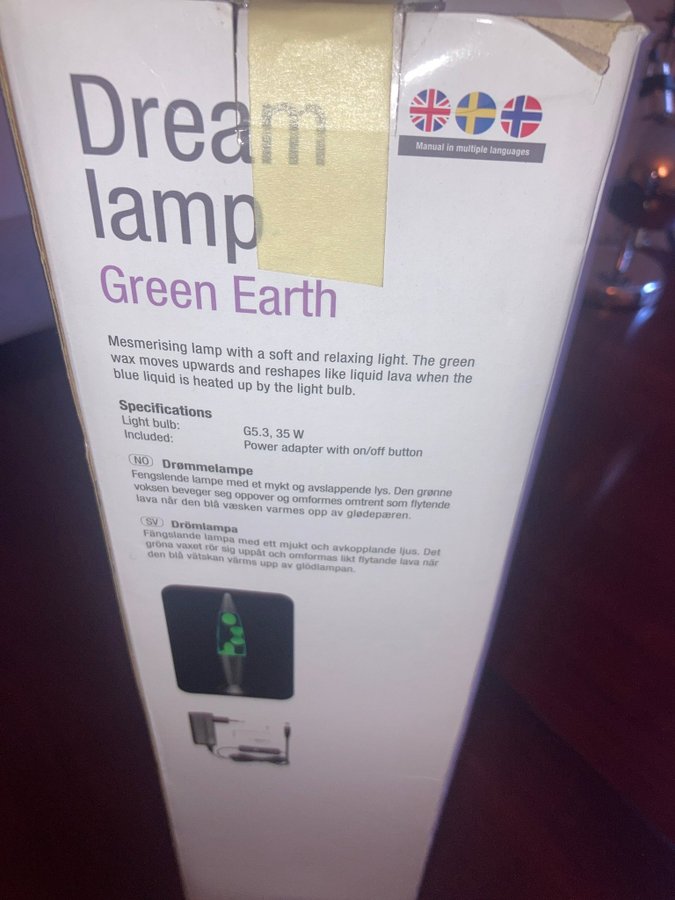 Dream
lamp
Green Earth
Manual in multiple languages
Mesmerising lamp with a soft and relaxing light. The green
wax moves upwards and reshapes like liquid lava when the
blue liquid is heated up by the light bulb.
Specifications
Light bulb: G5.3, 35 W
Included: Power adapter with on/off button
NO Drømmelampe
Fengslende lampe med et mykt og avslappende lys. Den grønne
voksen beveger seg oppover og omformes omtrent som flytende
lava når den blå væsken varmes opp av glødepæren.
SV Drömlampa
Fängslande lampa med ett mjukt och avkopplande ljus. Det
gröna vaxet rör sig uppåt och omformas likt flytande lava när
den blå vätskan värms upp av glödlampan.